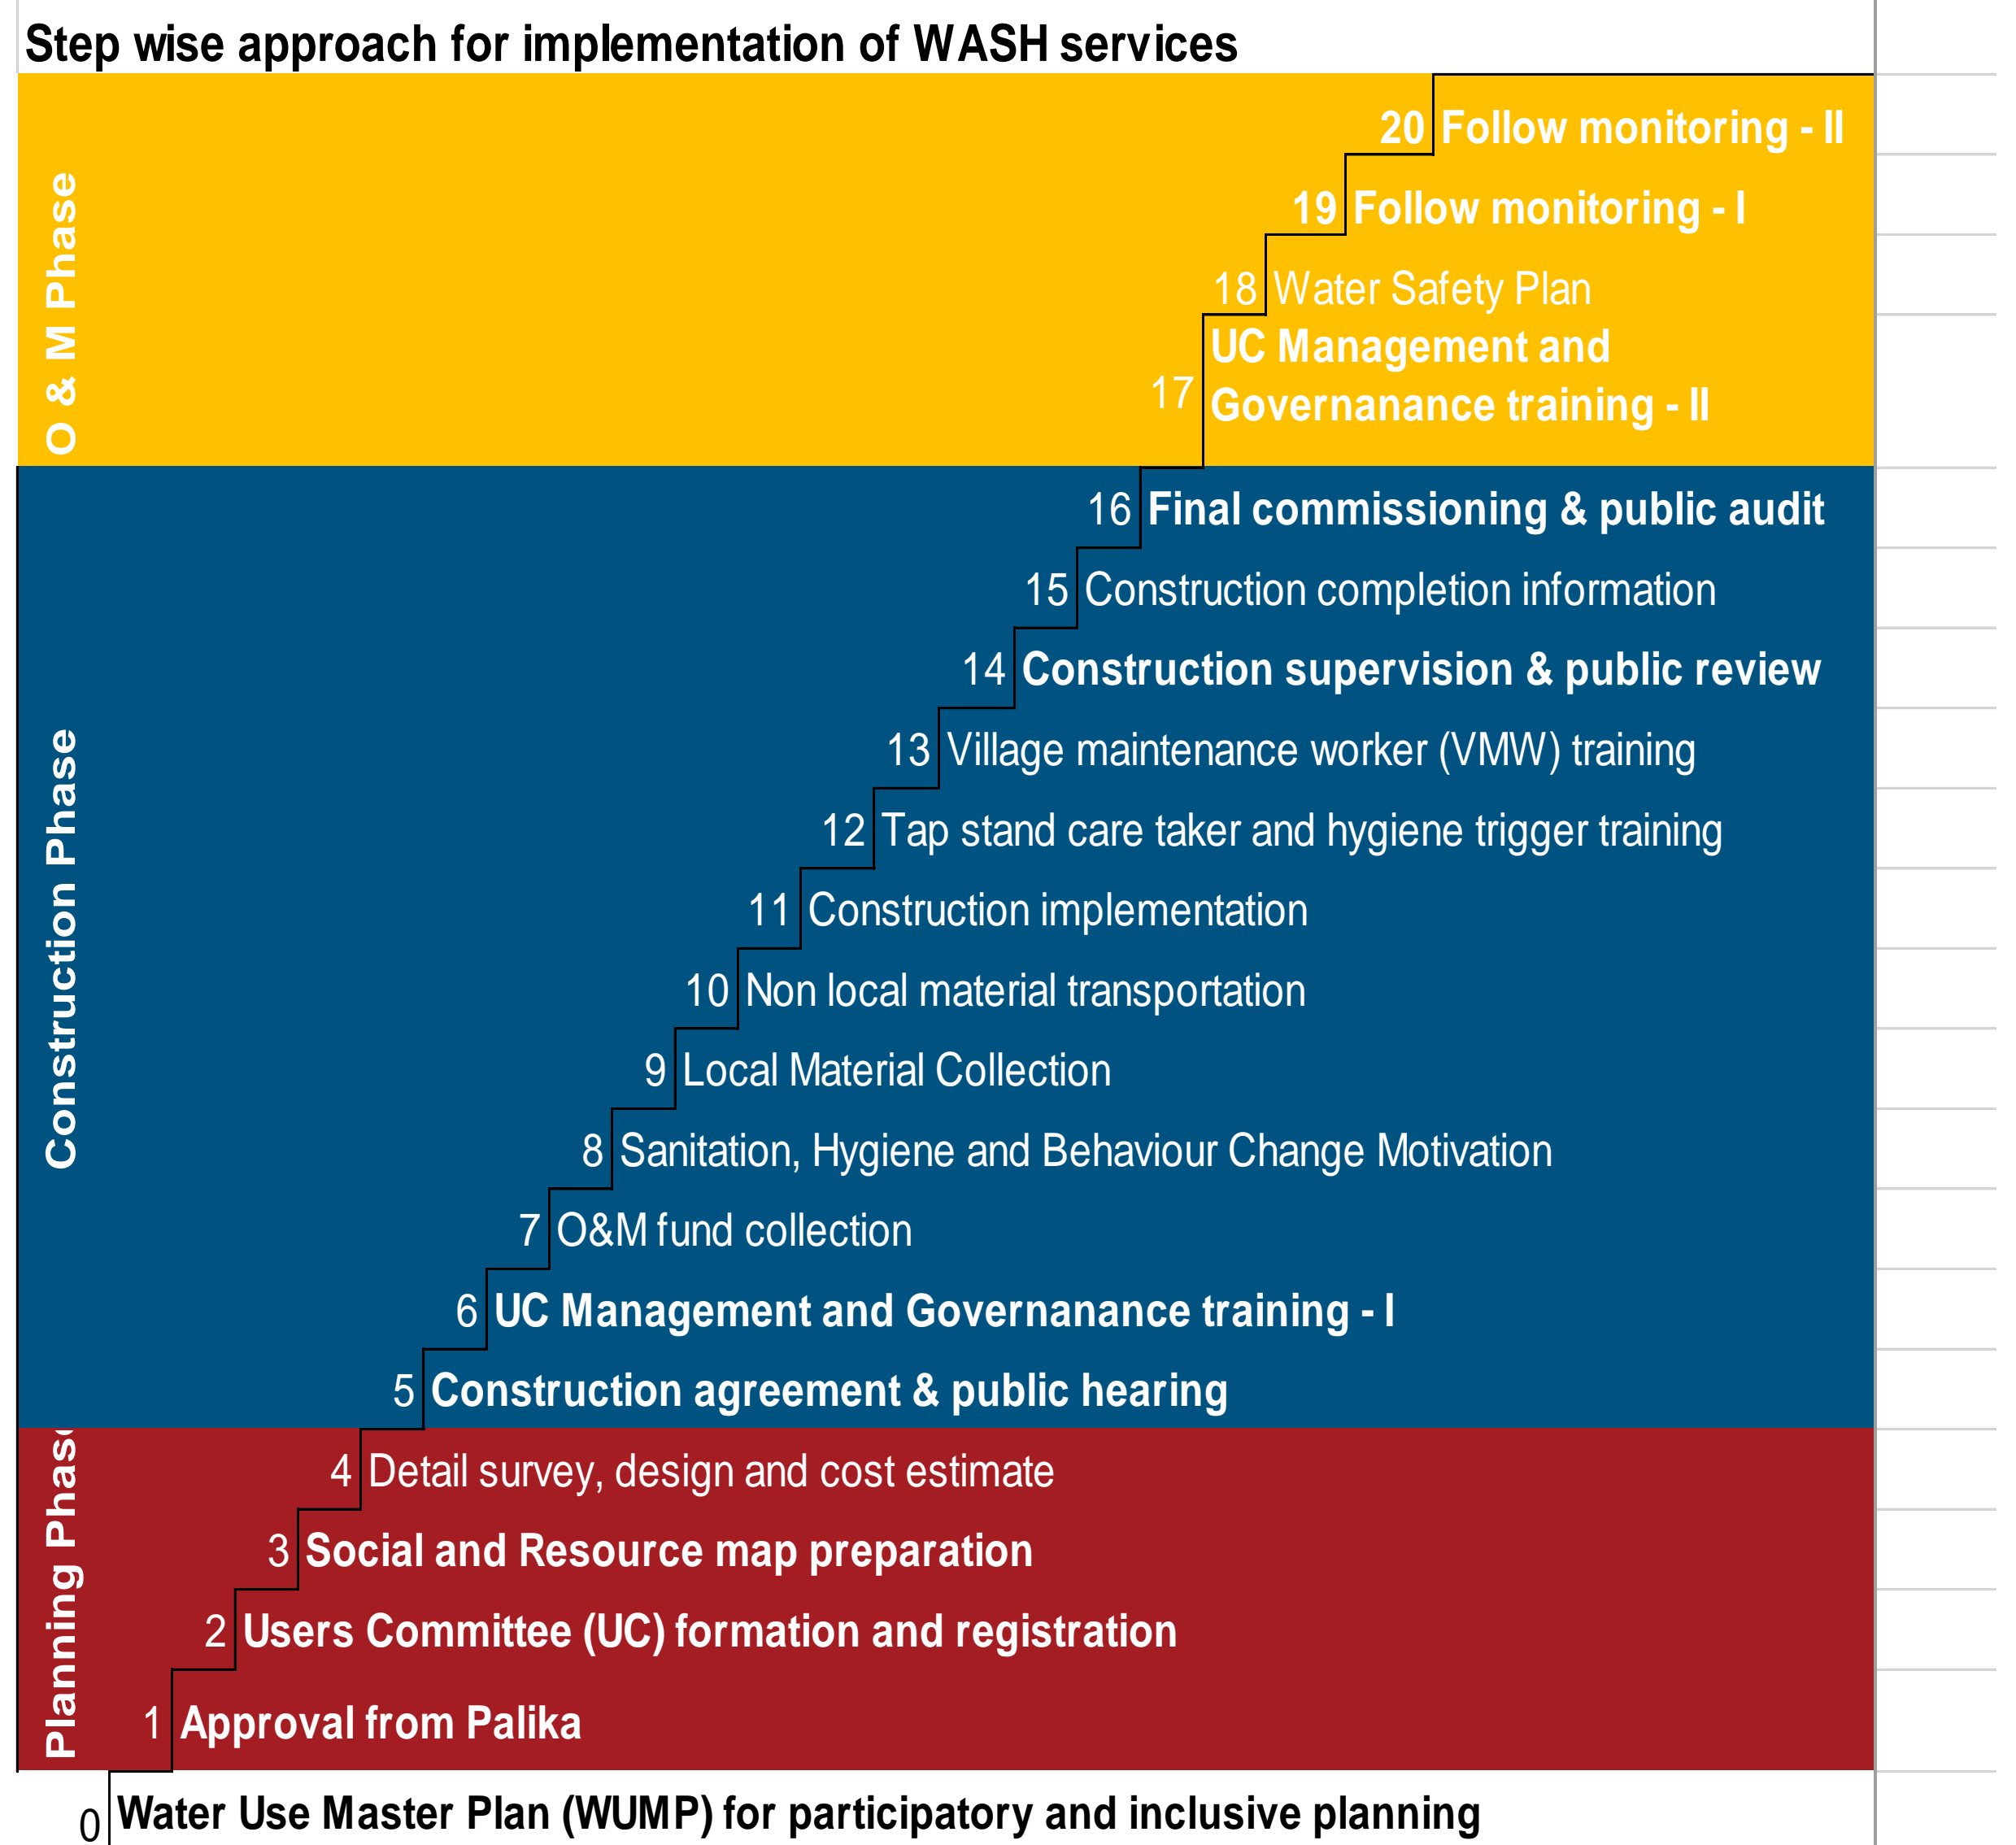 Step wise approach for implementation of WASH services
O & M Phase
20 Follow monitoring - II
19 Follow monitoring - I
18 Water Safety Plan
17 UC Management and
Governanance training - II
Construction Phase
16 Final commissioning & public audit
15 Construction completion information
14 Construction supervision & public review
13 Village maintenance worker (VMW) training
12 Tap stand care taker and hygiene trigger training
11 Construction implementation
10 Non local material transportation
9 Local Material Collection
8 Sanitation, Hygiene and Behaviour Change Motivation
7 O&M fund collection
6 UC Management and Governanance training - I
5 Construction agreement & public hearing
Planning Phase
4 Detail survey, design and cost estimate
3 Social and Resource map preparation
2 Users Committee (UC) formation and registration
1 Approval from Palika
0 Water Use Master Plan (WUMP) for participatory and inclusive planning